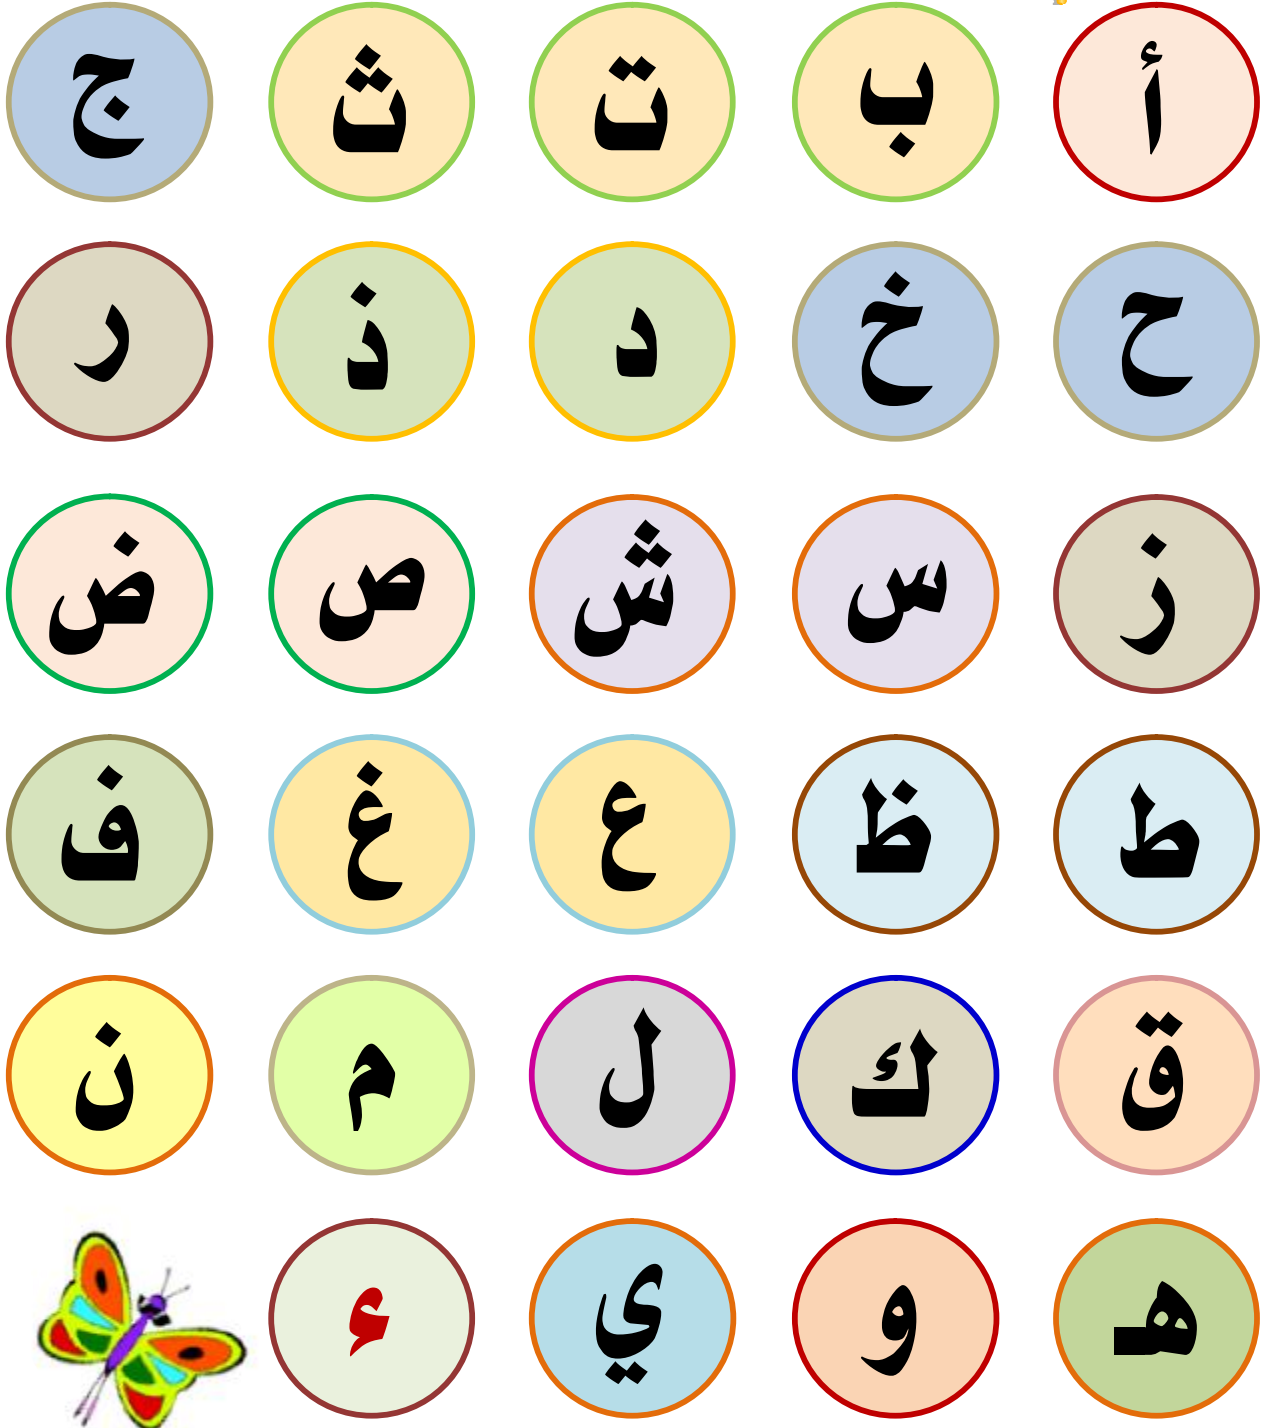 أ ب ت ث ج
ح خ د ذ ر
ز س ش ص ض
ط ظ ع غ ف
ق ك ل م ن
هـ و ي ء